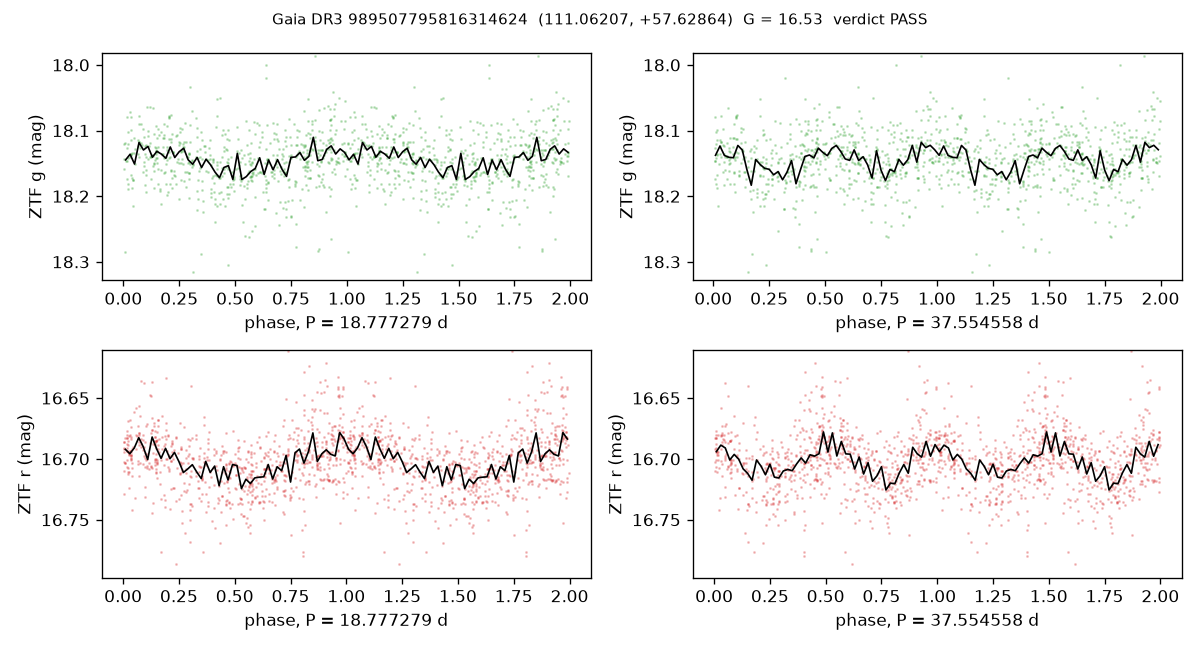 Gaia DR3 989507795816314624  (111.06207, +57.62864)  G = 16.53  verdict PASS
ZTF g (mag)
18.0
18.1
18.2
18.3
0.00 0.25 0.50 0.75 1.00 1.25 1.50 1.75 2.00
phase, P = 18.777279 d
ZTF g (mag)
18.0
18.1
18.2
18.3
0.00 0.25 0.50 0.75 1.00 1.25 1.50 1.75 2.00
phase, P = 37.554558 d
ZTF r (mag)
16.65
16.70
16.75
0.00 0.25 0.50 0.75 1.00 1.25 1.50 1.75 2.00
phase, P = 18.777279 d
ZTF r (mag)
16.65
16.70
16.75
0.00 0.25 0.50 0.75 1.00 1.25 1.50 1.75 2.00
phase, P = 37.554558 d